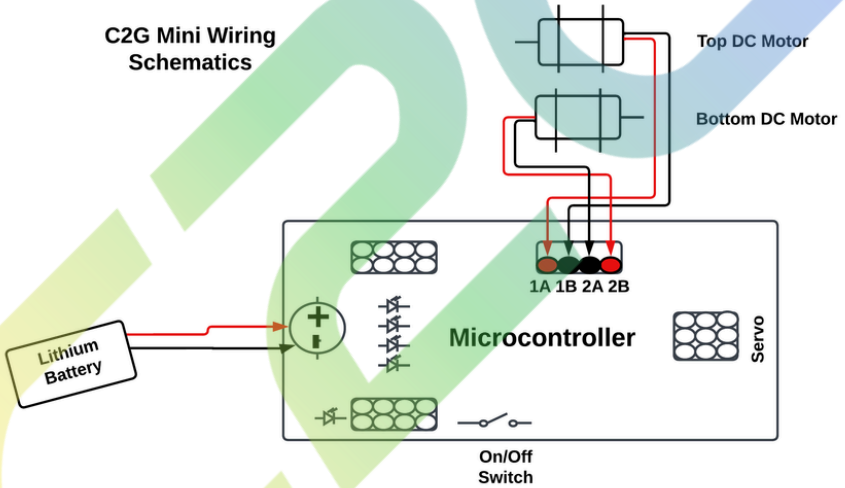 C2G Mini Wiring
Schematics
Top DC Motor
Bottom DC Motor
1A 1B 2A 2B
Lithium
Battery
+
-
Microcontroller
Servo
On/Off
Switch